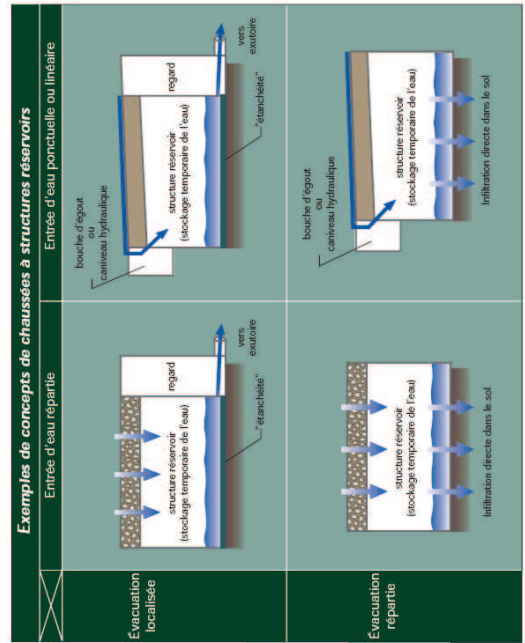 Exemples de concepts de chaussées à structures réservoirs
Entrée d'eau répartie
Entrée d'eau ponctuelle ou linéaire
Évacuation
localisée
structure réservoir
(stockage temporaire de l'eau)
regard
vers
exutoire
"étanchéité"
bouche d'égout
ou
caniveau hydraulique
structure réservoir
(stockage temporaire de l'eau)
regard
vers
exutoire
"étanchéité"
Évacuation
répartie
structure réservoir
(stockage temporaire de l'eau)
Infiltration directe dans le sol
bouche d'égout
ou
caniveau hydraulique
structure réservoir
(stockage temporaire de l'eau)
Infiltration directe dans le sol